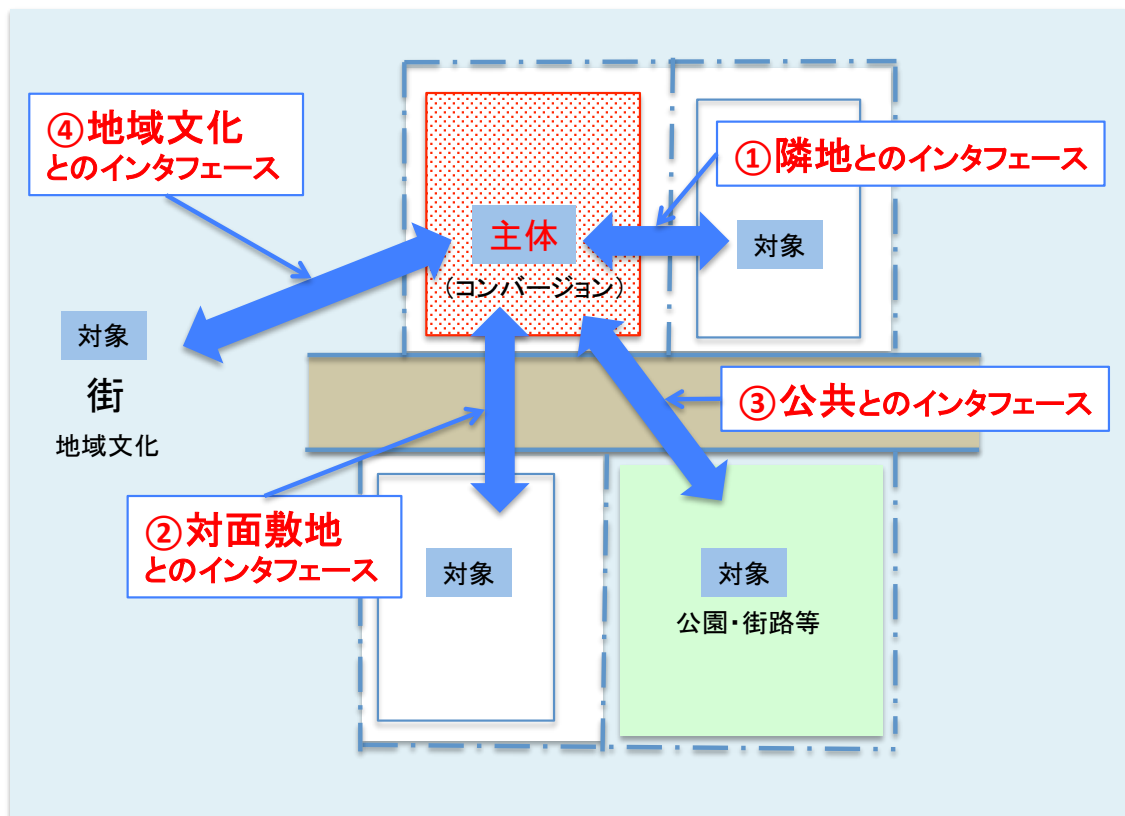 ④地域文化
とのインタフェース
①隣地とのインタフェース
主体
（コンバージョン）
対象
対象
街
地域文化
③公共とのインタフェース
②対面敷地
とのインタフェース
対象
対象
公園・街路等